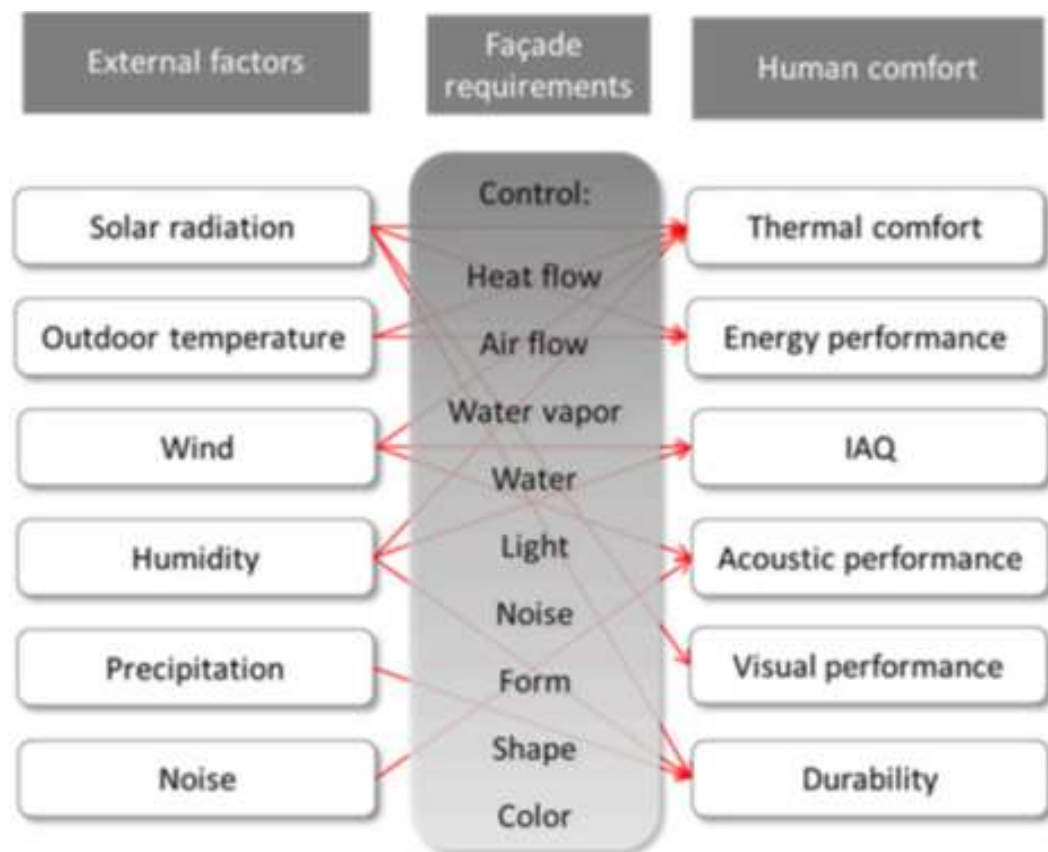 External factors
Façade
requirements
Human comfort
Solar radiation
Outdoor temperature
Wind
Humidity
Precipitation
Noise
Control:
Heat flow
Air flow
Water vapor
Water
Light
Noise
Form
Shape
Color
Thermal comfort
Energy performance
IAQ
Acoustic performance
Visual performance
Durability